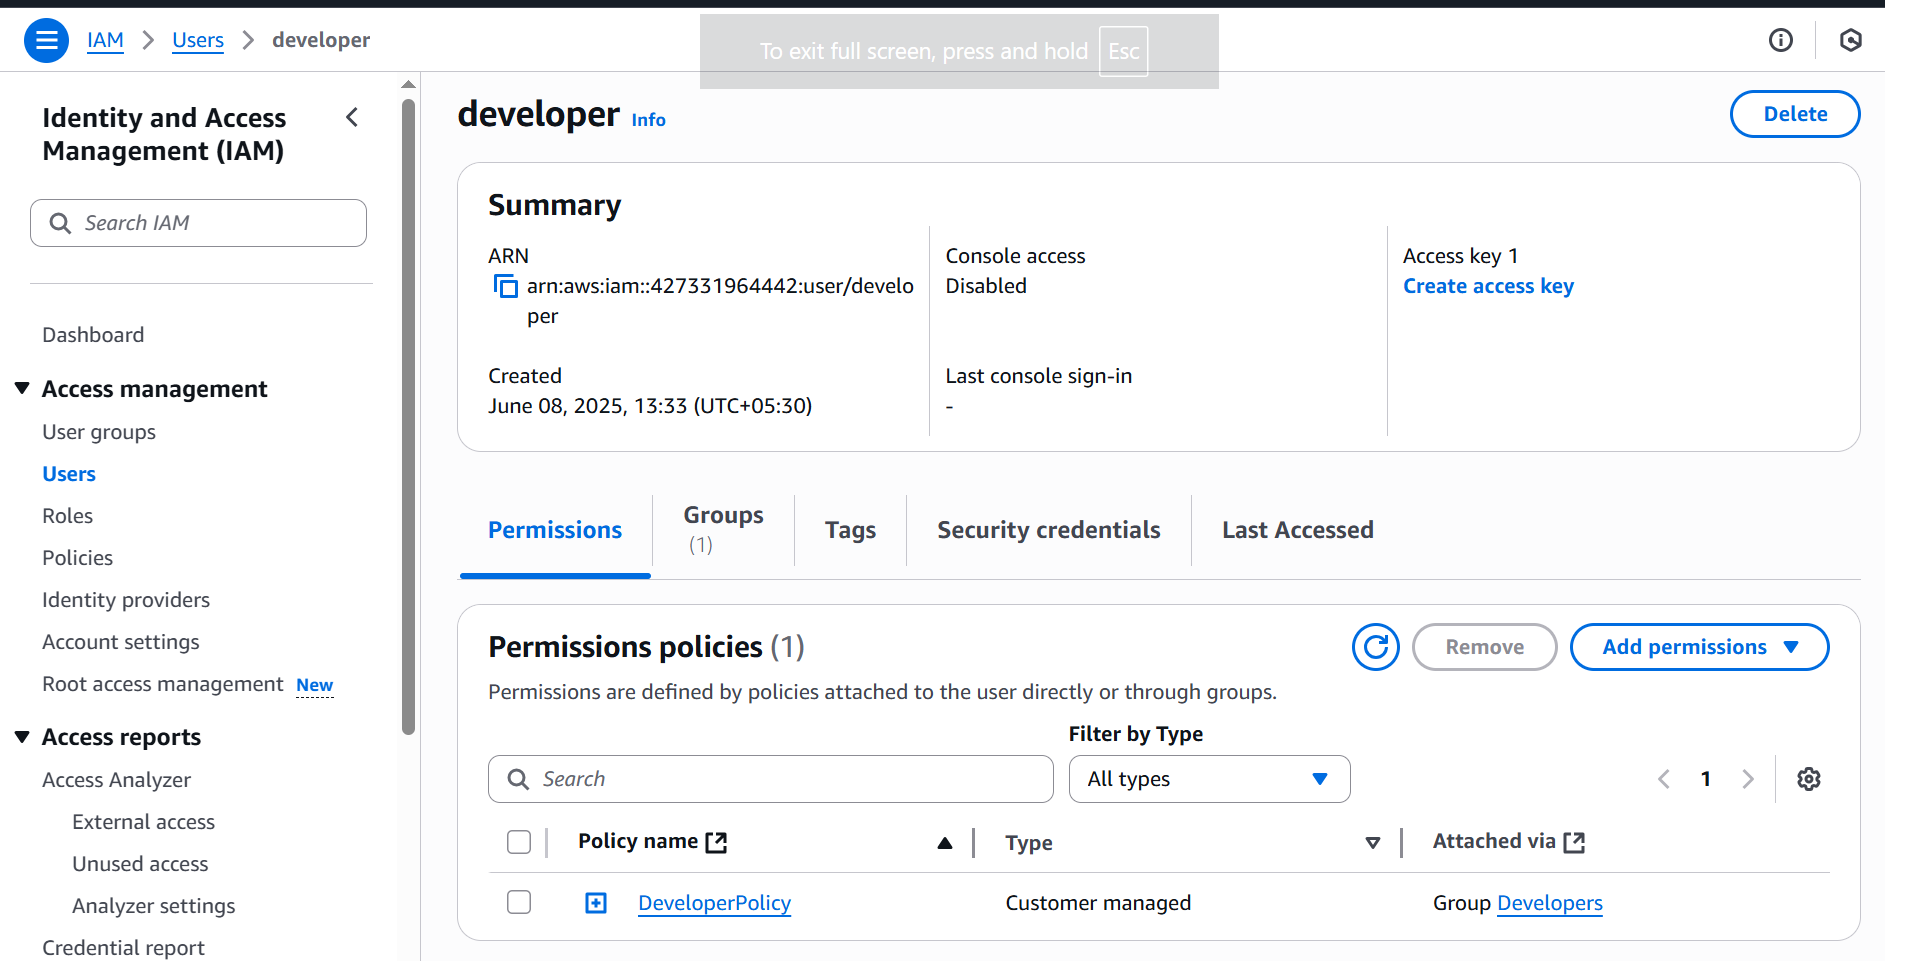 IAM > Users > developer
To exit full screen, press and hold Esc
Identity and Access
Management (IAM)
Search IAM
Dashboard
Access management
User groups
Users
Roles
Policies
Identity providers
Account settings
Root access management New
Access reports
Access Analyzer
External access
Unused access
Analyzer settings
Credential report
developer Info
Delete
Summary
ARN
arn:aws:iam::427331964442:user/develo
per
Console access
Disabled
Access key 1
Create access key
Created
June 08, 2025, 13:33 (UTC+05:30)
Last console sign-in
-
Permissions
Groups
(1)
Tags
Security credentials
Last Accessed
Permissions policies (1)
Remove
Add permissions
Permissions are defined by policies attached to the user directly or through groups.
Filter by Type
Search
All types
1
Policy name
Type
Attached via
DeveloperPolicy
Customer managed
Group Developers